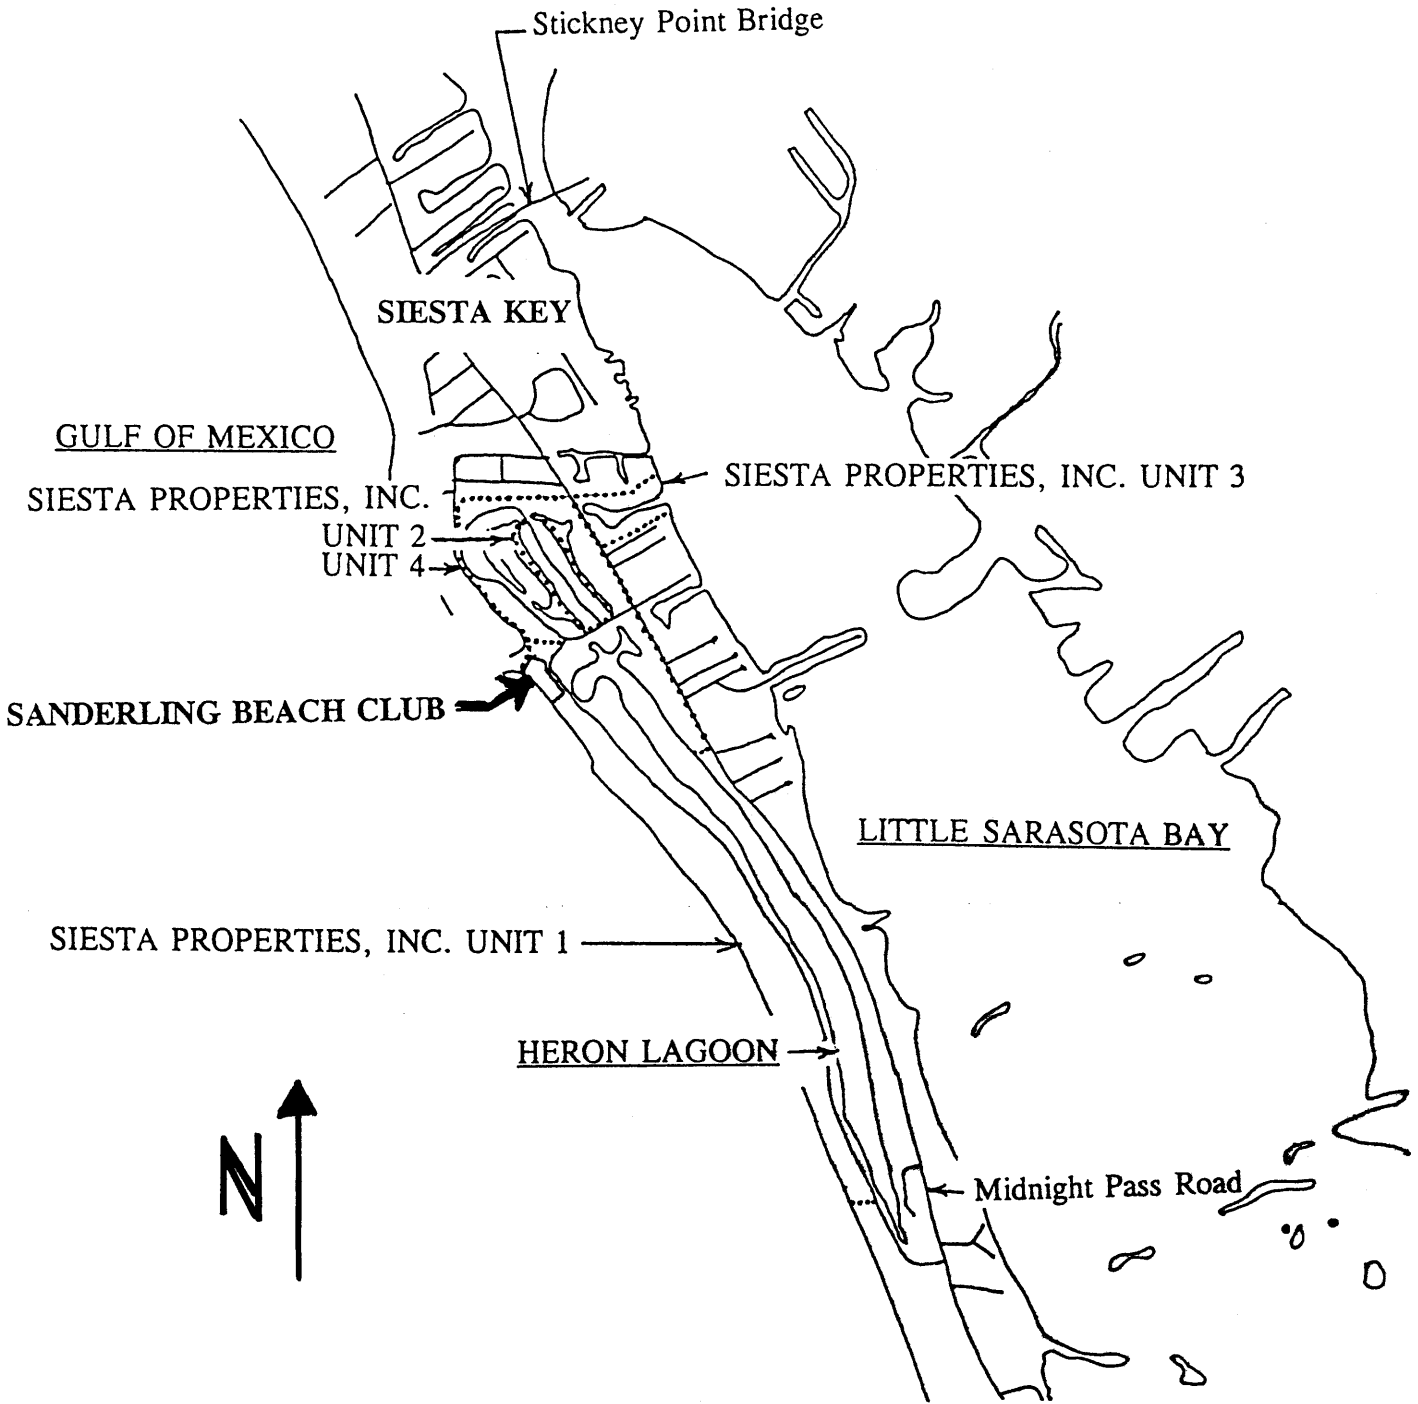 Stickney Point Bridge
SIESTA KEY
GULF OF MEXICO
SIESTA PROPERTIES, INC. UNIT 3
SIESTA PROPERTIES, INC.
UNIT 2
UNIT 4
SANDERLING BEACH CLUB
LITTLE SARASOTA BAY
SIESTA PROPERTIES, INC. UNIT 1
HERON LAGOON
N
Midnight Pass Road